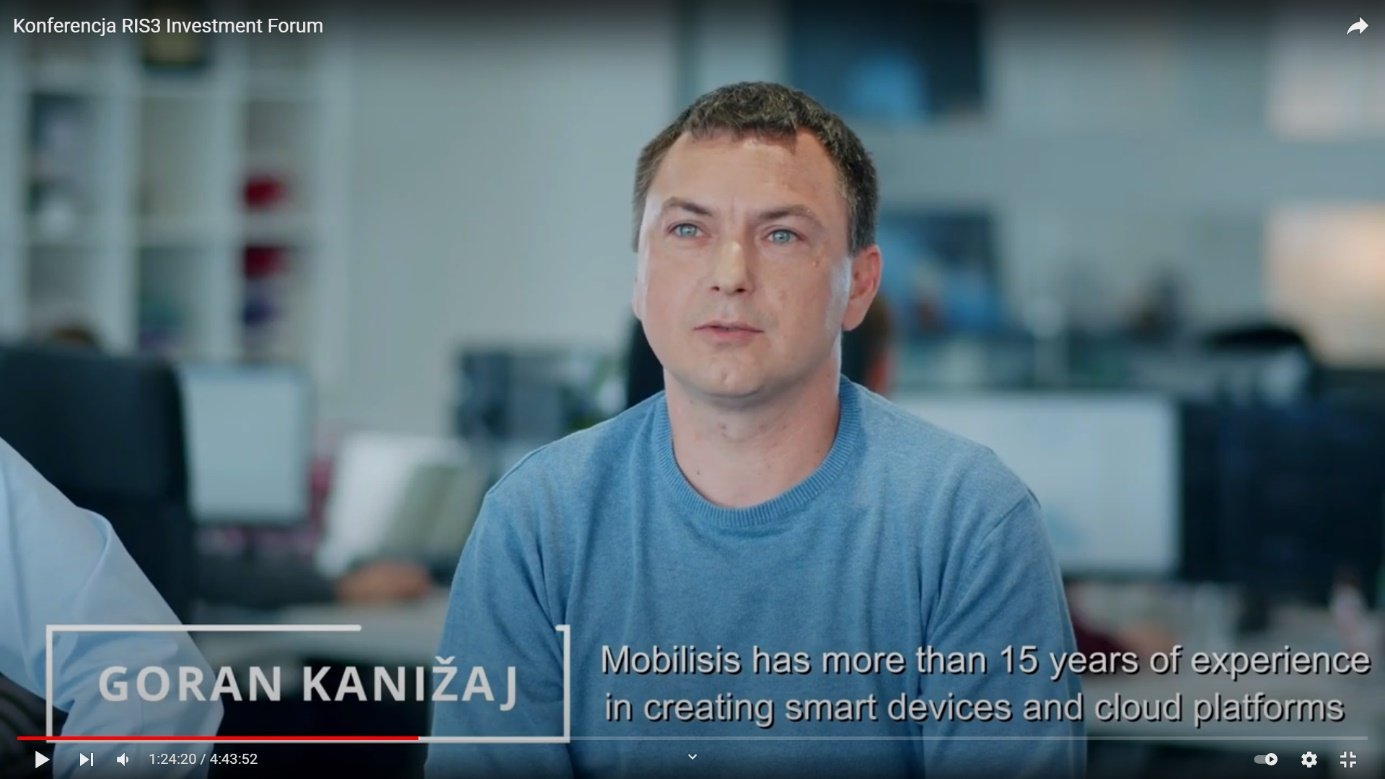 Konferencja RIS3 Investment Forum
GORAN KANIŽAJ
Mobilisis has more than 15 years of experience
in creating smart devices and cloud platforms
1:24:20 / 4:43:52